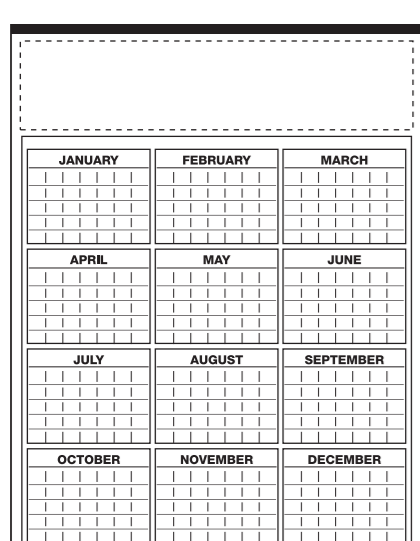 JANUARY FEBRUARY MARCH
APRIL MAY JUNE
JULY AUGUST SEPTEMBER
OCTOBER NOVEMBER DECEMBER